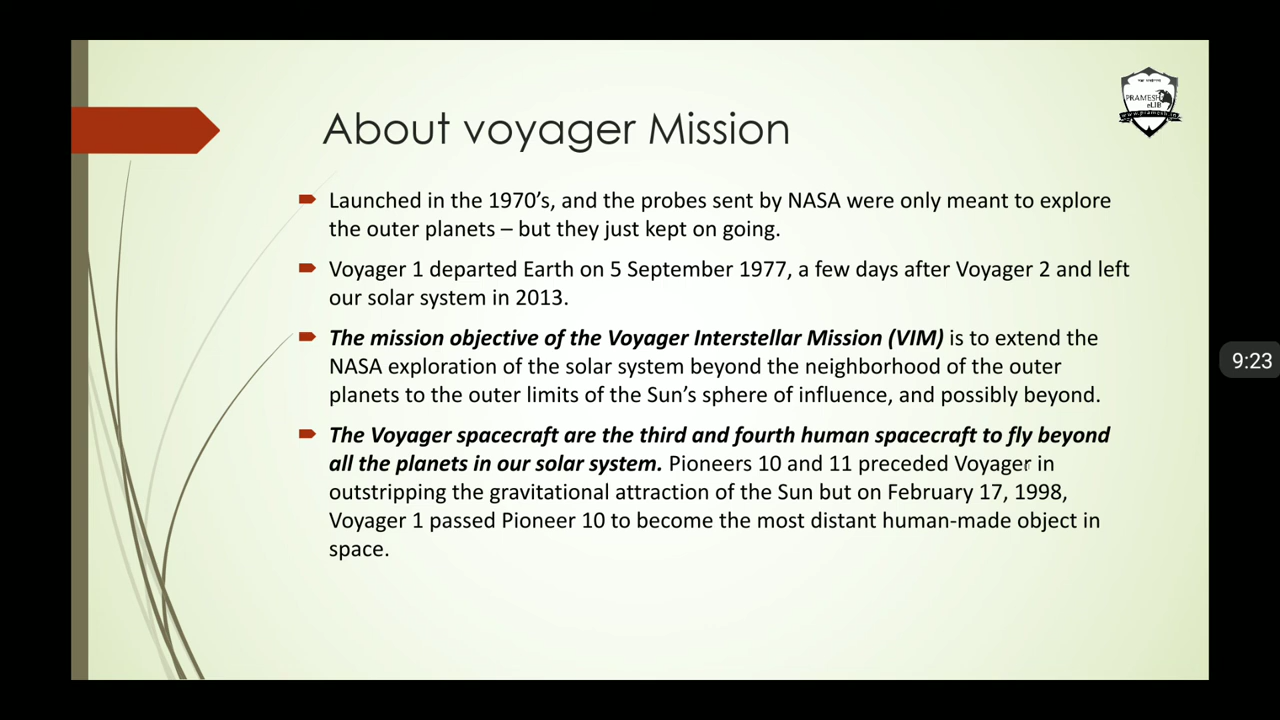 PRAMESH
eLIB
www.pramesh.in
About voyager Mission
Launched in the 1970’s, and the probes sent by NASA were only meant to explore
the outer planets – but they just kept on going.
Voyager 1 departed Earth on 5 September 1977, a few days after Voyager 2 and left
our solar system in 2013.
The mission objective of the Voyager Interstellar Mission (VIM) is to extend the
NASA exploration of the solar system beyond the neighborhood of the outer
planets to the outer limits of the Sun’s sphere of influence, and possibly beyond.
The Voyager spacecraft are the third and fourth human spacecraft to fly beyond
all the planets in our solar system. Pioneers 10 and 11 preceded Voyager in
outstripping the gravitational attraction of the Sun but on February 17, 1998,
Voyager 1 passed Pioneer 10 to become the most distant human-made object in
space.
9:23